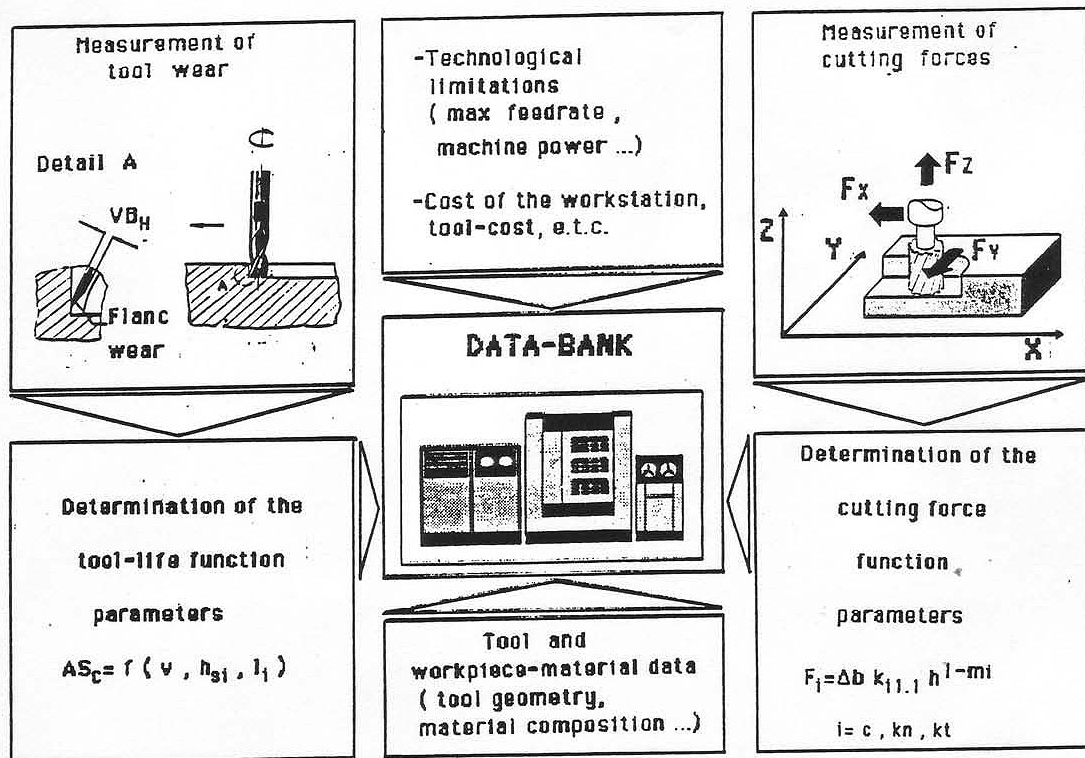 Measurement of
tool wear
Detail A
VB_H
A
Flanc
wear
-Technological
limitations
( max feedrate ,
machine power ...)
-Cost of the workstation,
tool-cost, e.t.c.
Measurement of
cutting forces
Fz
Fx
Fy
Z
Y
X
DATA-BANK
Determination of the
tool-life function
parameters
AS_c= f ( v , h_si , l_i )
Tool and
workpiece-material data
( tool geometry,
material composition ...)
Determination of the
cutting force
function
parameters
F_i=Δb k_i1.1 h^1-mi
i= c , kn , kt